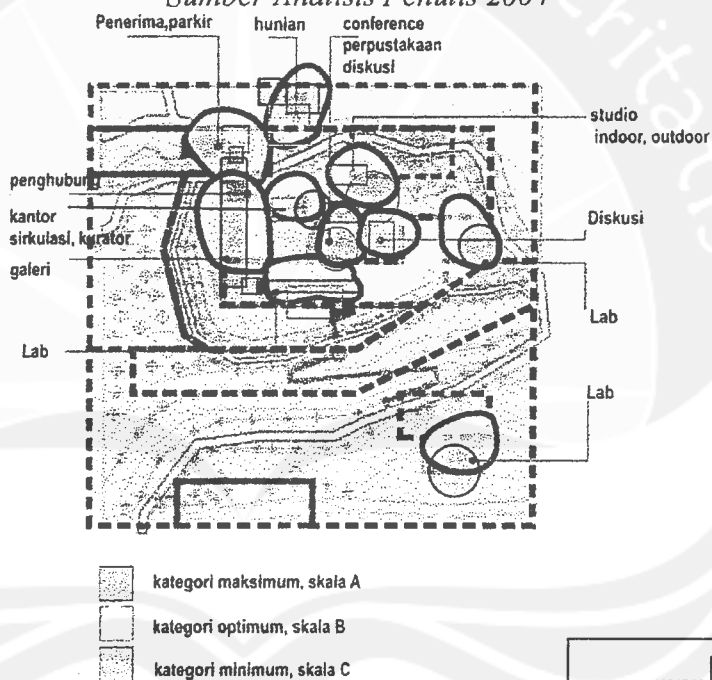 Sumber Analisis Penulis 2004
Penerima,parkir
hunian
conference
perpustakaan
diskusi
studio
indoor, outdoor
penghubung
kantor
sirkulasi, kurator
galeri
Diskusi
Lab
Lab
Lab
kategori maksimum, skala A
kategori optimum, skala B
kategori minimum, skala C